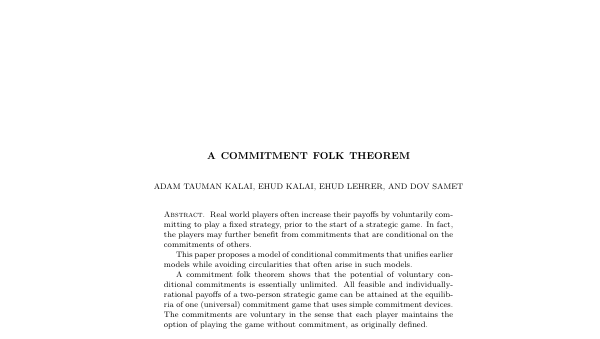 A COMMITMENT FOLK THEOREM
ADAM TAUMAN KALAI, EHUD KALAI, EHUD LEHRER, AND DOV SAMET
Abstract. Real world players often increase their payoffs by voluntarily com-
mitting to play a fixed strategy, prior to the start of a strategic game. In fact,
the players may further benefit from commitments that are conditional on the
commitments of others.
This paper proposes a model of conditional commitments that unifies earlier
models while avoiding circularities that often arise in such models.
A commitment folk theorem shows that the potential of voluntary con-
ditional commitments is essentially unlimited. All feasible and individually-
rational payoffs of a two-person strategic game can be attained at the equilib-
ria of one (universal) commitment game that uses simple commitment devices.
The commitments are voluntary in the sense that each player maintains the
option of playing the game without commitment, as originally defined.